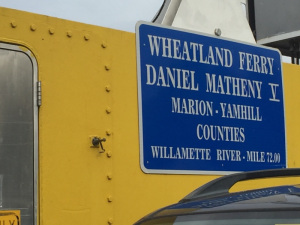 WHEATLAND FERRY
DANIEL MATHENY V
MARION - YAMHILL
COUNTIES
WILLAMETTE RIVER - MILE 72.00